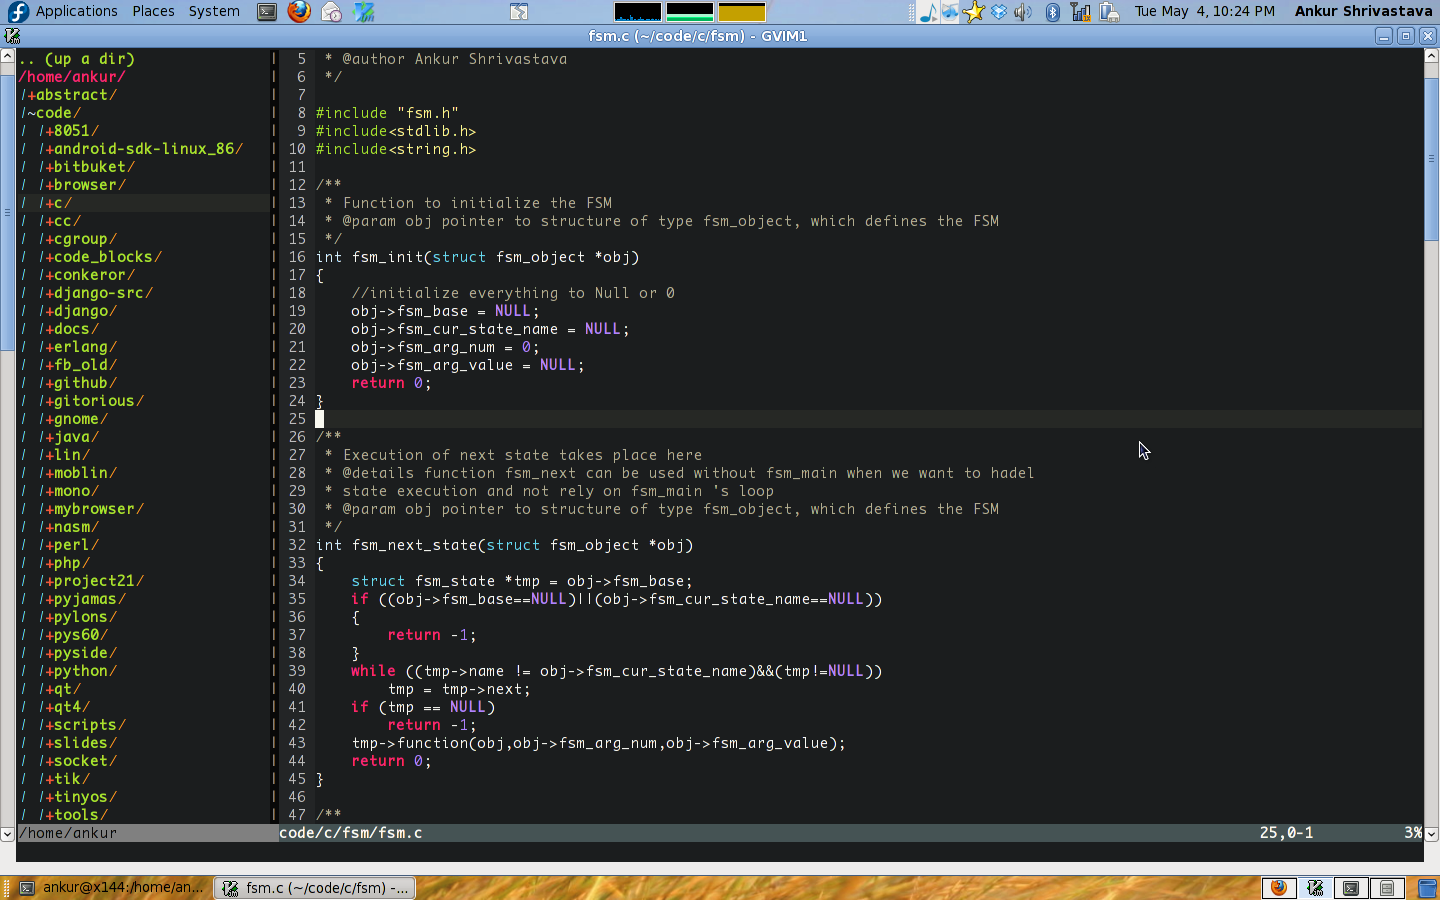 Applications Places System
Tue May 4, 10:24 PM Ankur Shrivastava
fsm.c (~/code/c/fsm) - GVIM1
.. (up a dir)
/home/ankur/
|+abstract/
|~code/
| |+8051/
| |+android-sdk-linux_86/
| |+bitbuket/
| |+browser/
| |+c/
| |+cc/
| |+cgroup/
| |+code_blocks/
| |+conkeror/
| |+django-src/
| |+django/
| |+docs/
| |+erlang/
| |+fb_old/
| |+github/
| |+gitorious/
| |+gnome/
| |+java/
| |+lin/
| |+moblin/
| |+mono/
| |+mybrowser/
| |+nasm/
| |+perl/
| |+php/
| |+project21/
| |+pyjamas/
| |+pylons/
| |+pys60/
| |+pyside/
| |+python/
| |+qt/
| |+qt4/
| |+scripts/
| |+slides/
| |+socket/
| |+tik/
| |+tinyos/
| |+tools/
/home/ankur
5  * @author Ankur Shrivastava
6  */
7
8 #include "fsm.h"
9 #include<stdlib.h>
10 #include<string.h>
11
12 /**
13  * Function to initialize the FSM
14  * @param obj pointer to structure of type fsm_object, which defines the FSM
15  */
16 int fsm_init(struct fsm_object *obj)
17 {
18     //initialize everything to Null or 0
19     obj->fsm_base = NULL;
20     obj->fsm_cur_state_name = NULL;
21     obj->fsm_arg_num = 0;
22     obj->fsm_arg_value = NULL;
23     return 0;
24 }
25
26 /**
27  * Execution of next state takes place here
28  * @details function fsm_next can be used without fsm_main when we want to hadel
29  * state execution and not rely on fsm_main 's loop
30  * @param obj pointer to structure of type fsm_object, which defines the FSM
31  */
32 int fsm_next_state(struct fsm_object *obj)
33 {
34     struct fsm_state *tmp = obj->fsm_base;
35     if ((obj->fsm_base==NULL)||(obj->fsm_cur_state_name==NULL))
36     {
37         return -1;
38     }
39     while ((tmp->name != obj->fsm_cur_state_name)&&(tmp!=NULL))
40         tmp = tmp->next;
41     if (tmp == NULL)
42         return -1;
43     tmp->function(obj,obj->fsm_arg_num,obj->fsm_arg_value);
44     return 0;
45 }
46
47 /**
code/c/fsm/fsm.c 25,0-1 3%
ankur@x144:/home/an... fsm.c (~/code/c/fsm) -...